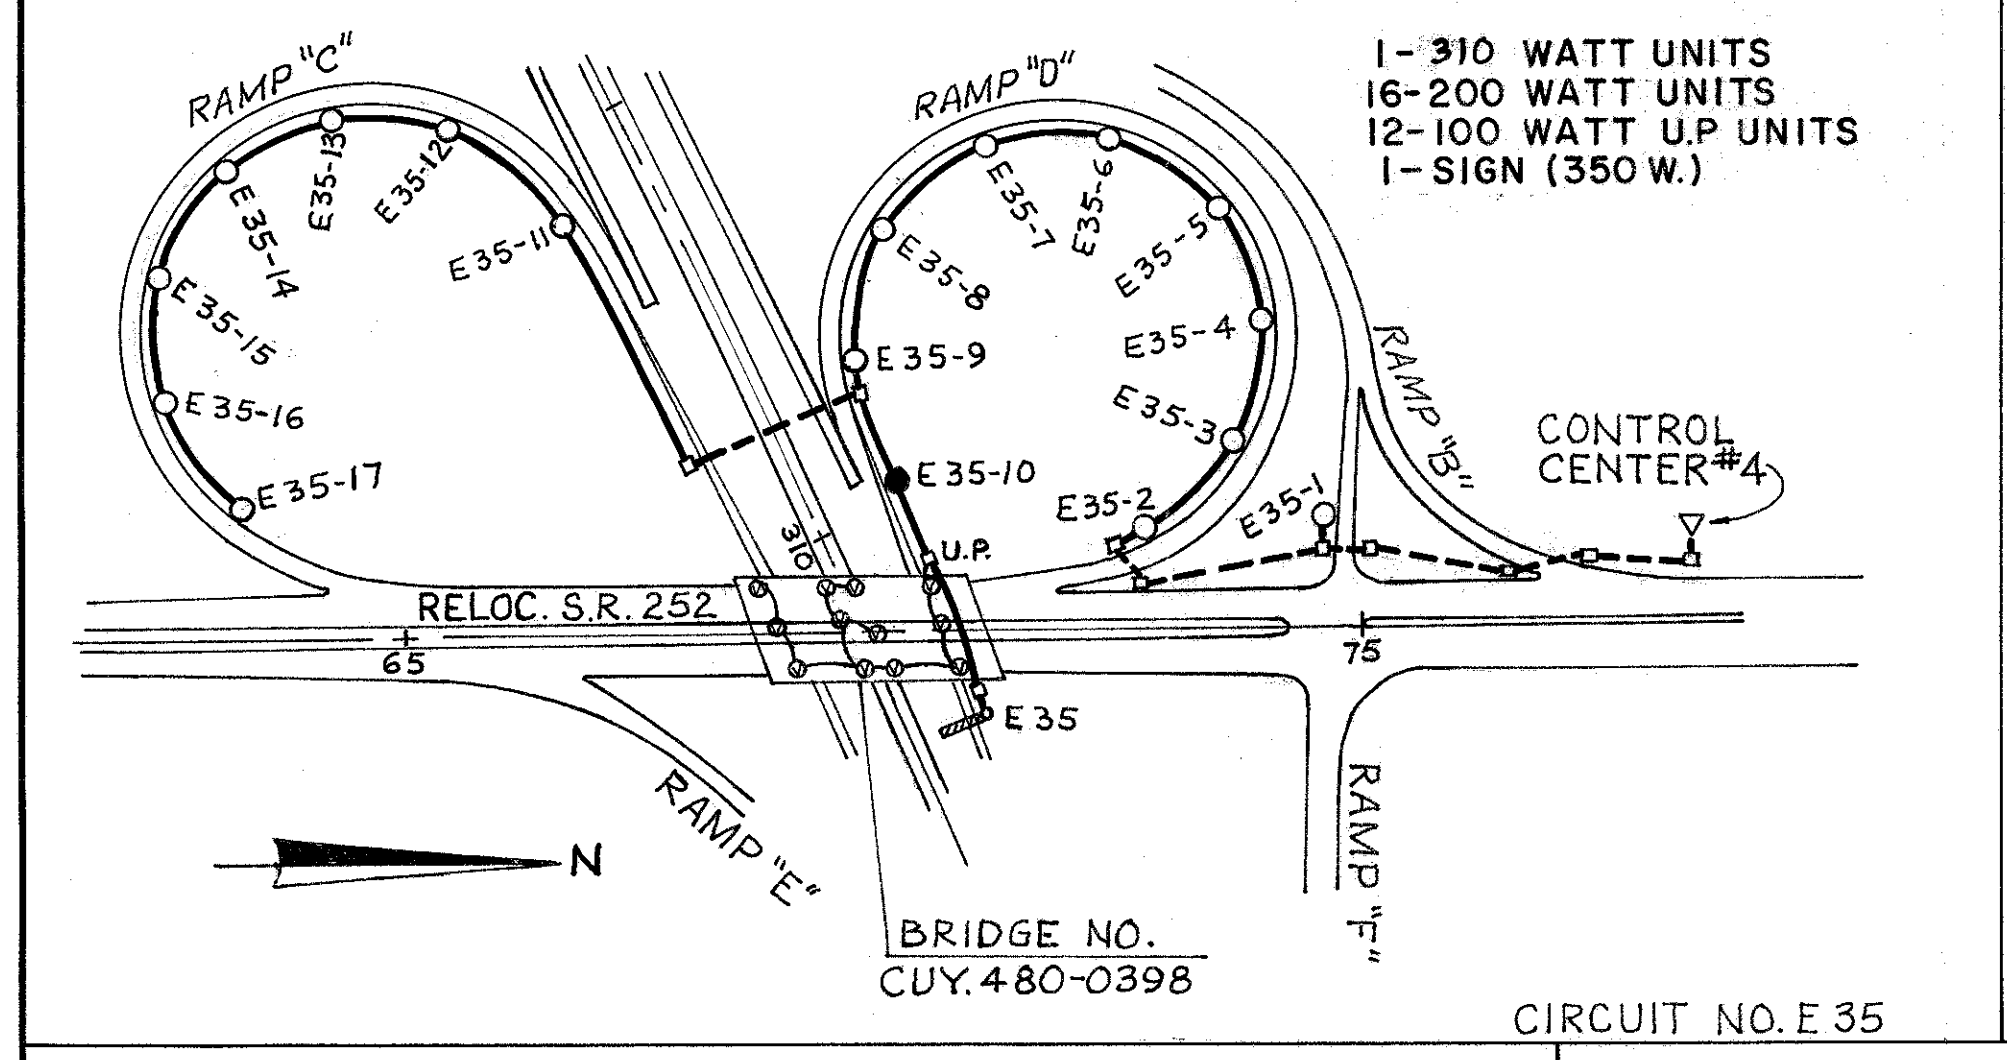 RAMP "C"
RAMP "D"
1-310 WATT UNITS
16-200 WATT UNITS
12-100 WATT U.P UNITS
1-SIGN (350 W.)
E35-13
E35-12
E35-14
E35-11
E35-15
E35-16
E35-17
E35-7
E35-6
E35-8
E35-5
E35-9
E35-4
E35-3
E35-10
E35-2
E35-1
RAMP "B"
CONTROL
CENTER #4
310
U.P.
RELOC. S.R. 252
65
75
E35
RAMP "E"
RAMP "F"
N
BRIDGE NO.
CUY.480-0398
CIRCUIT NO. E 35